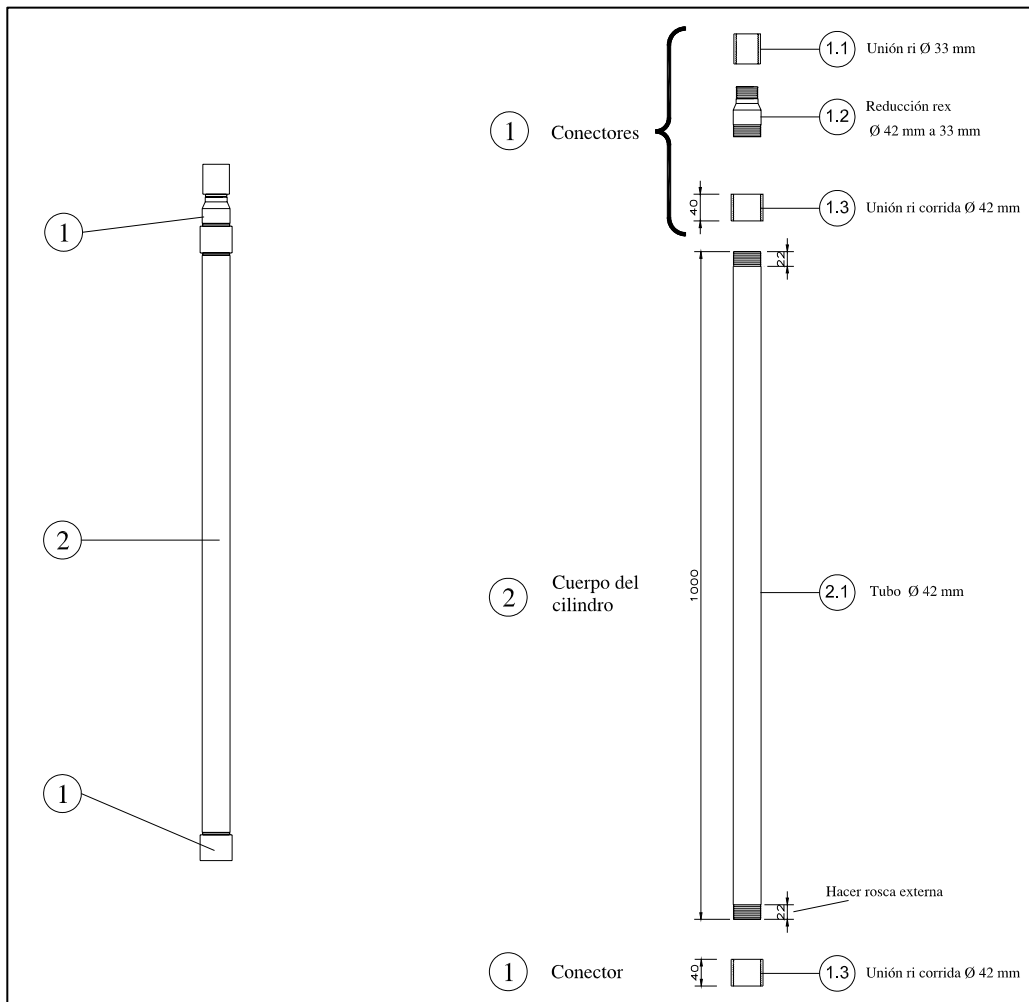 1.1 Unión ri Ø 33 mm
1 Conectores
1.2 Reducción rex
Ø 42 mm a 33 mm
40
1.3 Unión ri corrida Ø 42 mm
1
22
2
1000
2 Cuerpo del
cilindro
2.1 Tubo Ø 42 mm
1
Hacer rosca externa
22
1 Conector
40
1.3 Unión ri corrida Ø 42 mm